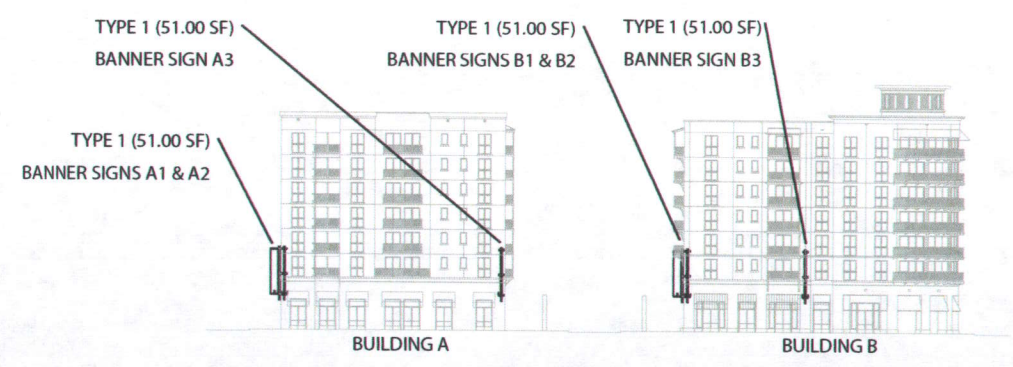 TYPE 1 (51.00 SF)
BANNER SIGN A3
TYPE 1 (51.00 SF)
BANNER SIGNS B1 & B2
TYPE 1 (51.00 SF)
BANNER SIGN B3
TYPE 1 (51.00 SF)
BANNER SIGNS A1 & A2
BUILDING A
BUILDING B